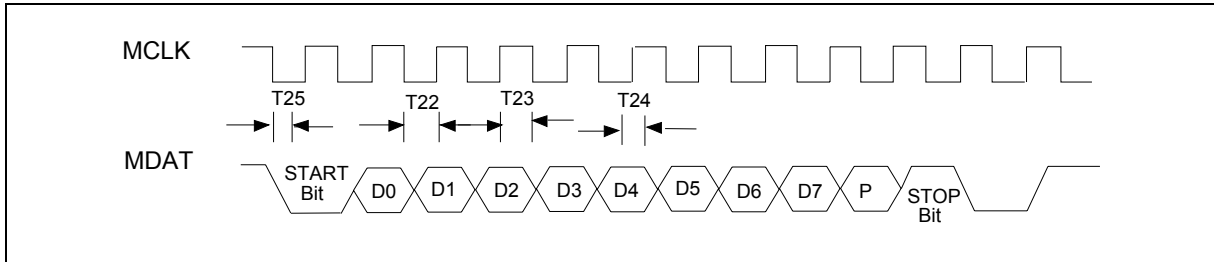 MCLK
T25
T22
T23
T24
MDAT
START
Bit
D0
D1
D2
D3
D4
D5
D6
D7
P
STOP
Bit